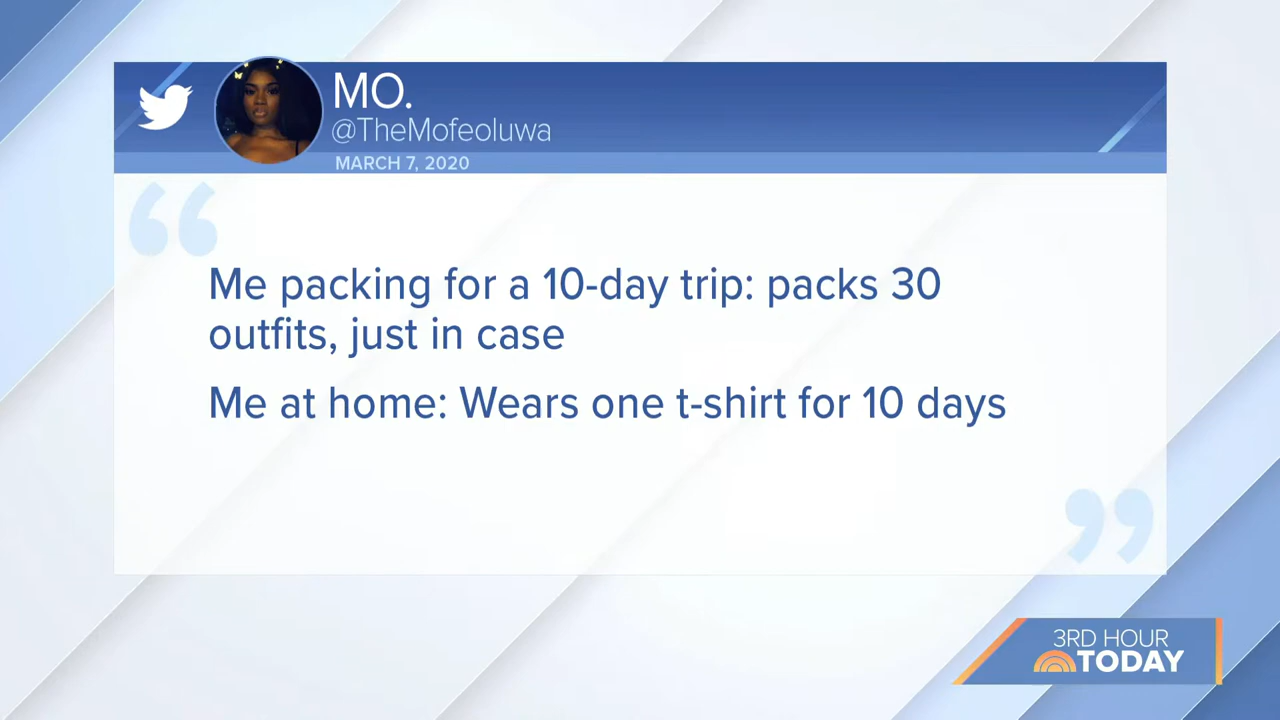 MO.
@TheMofeoluwa
MARCH 7, 2020
Me packing for a 10-day trip: packs 30
outfits, just in case
Me at home: Wears one t-shirt for 10 days
3RD HOUR
TODAY